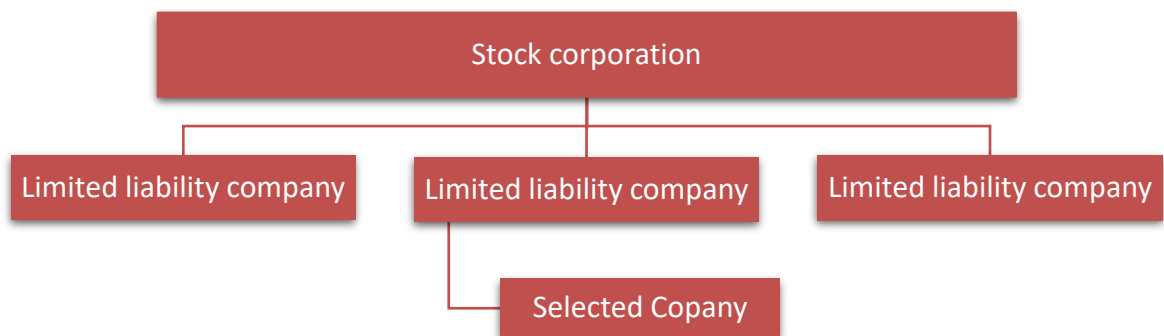 Stock corporation
Limited liability company
Limited liability company
Limited liability company
Selected Copany